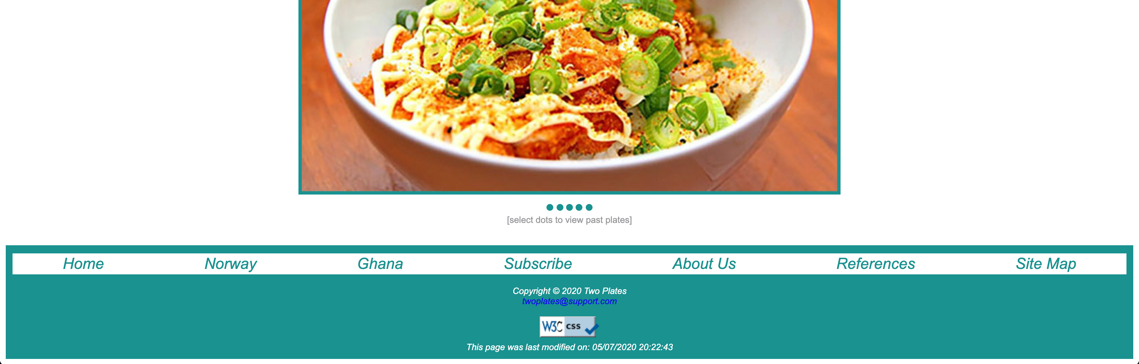 [select dots to view past plates]
Home Norway Ghana Subscribe About Us References Site Map
Copyright © 2020 Two Plates
twoplates@support.com
W3C css
This page was last modified on: 05/07/2020 20:22:43